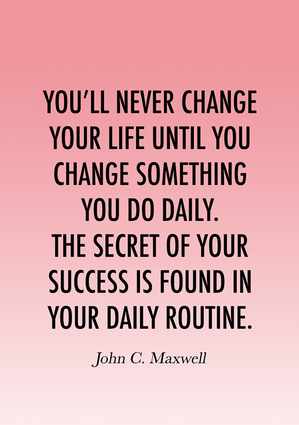 YOU’LL NEVER CHANGE
YOUR LIFE UNTIL YOU
CHANGE SOMETHING
YOU DO DAILY.
THE SECRET OF YOUR
SUCCESS IS FOUND IN
YOUR DAILY ROUTINE.
John C. Maxwell